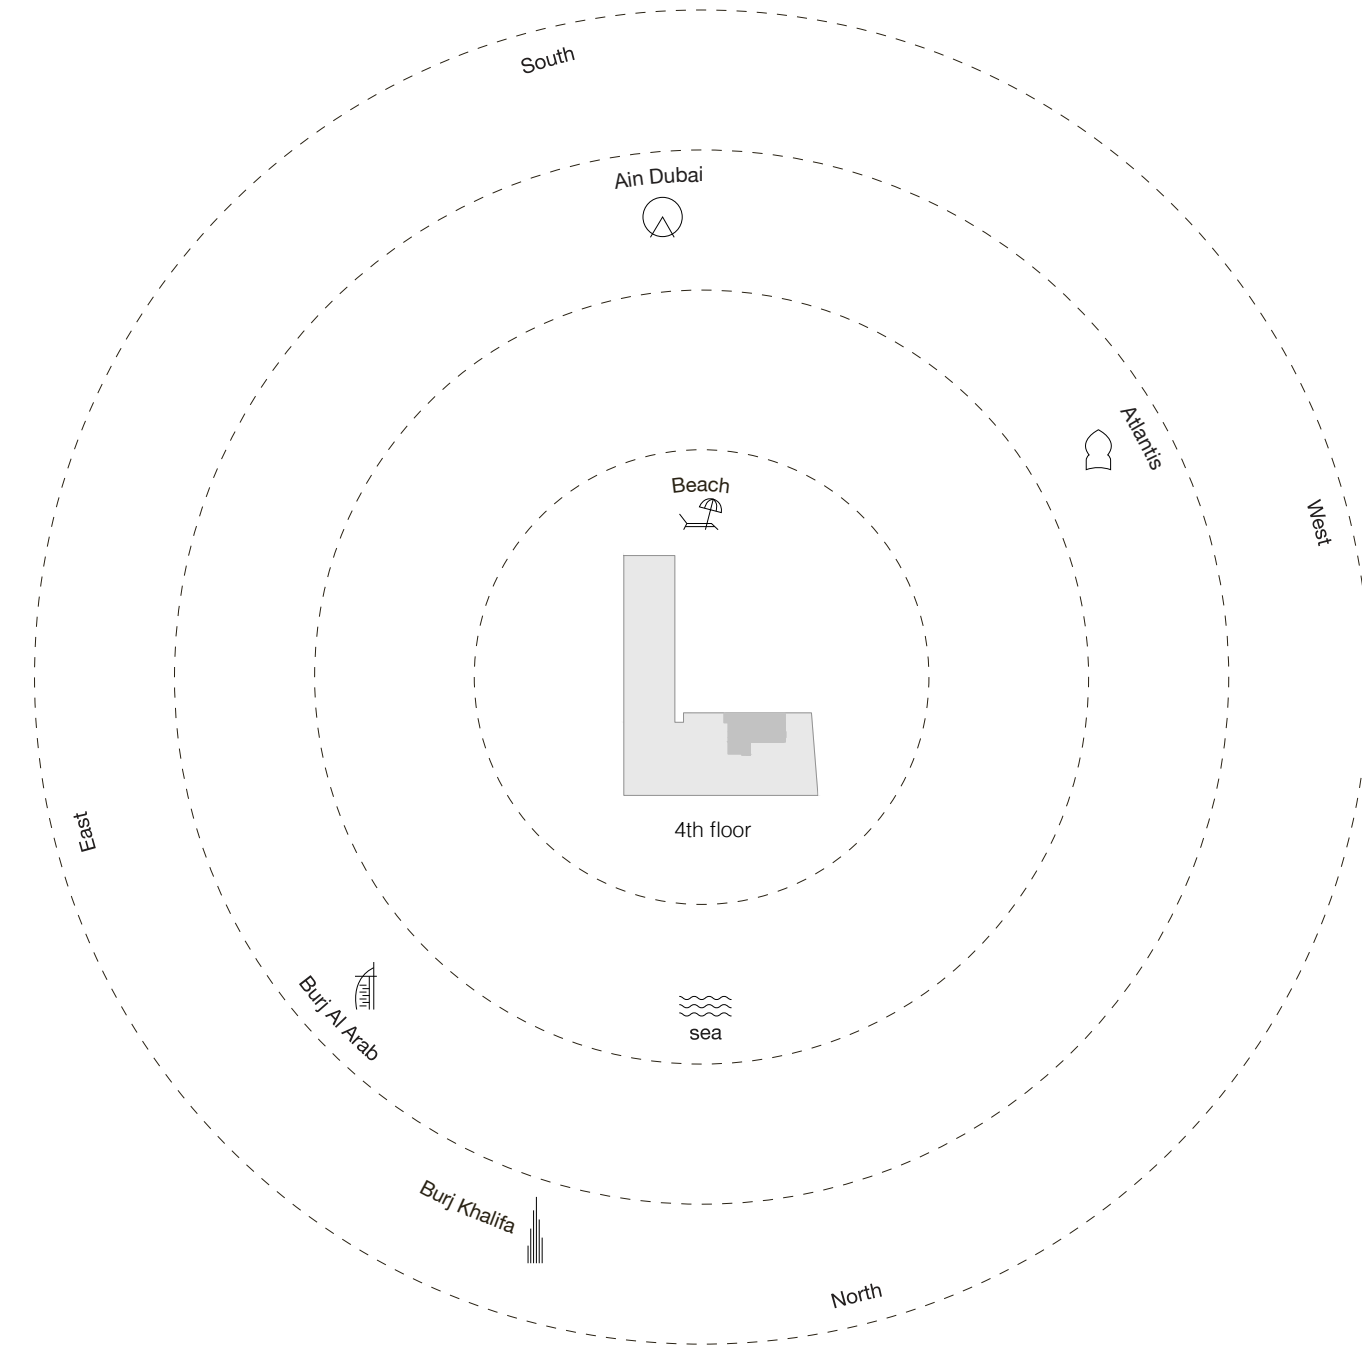 South
Ain Dubai
Atlantis
Beach
West
4th floor
East
Burj Al Arab
sea
Burj Khalifa
North